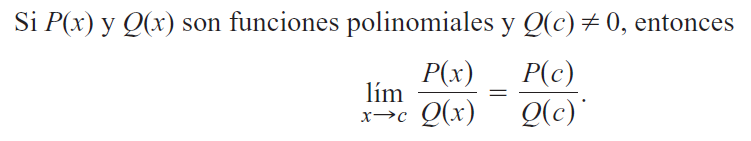 Si P(x) y Q(x) son funciones polinomiales y Q(c) ≠ 0, entonces
lím x→c P(x)/Q(x) = P(c)/Q(c).